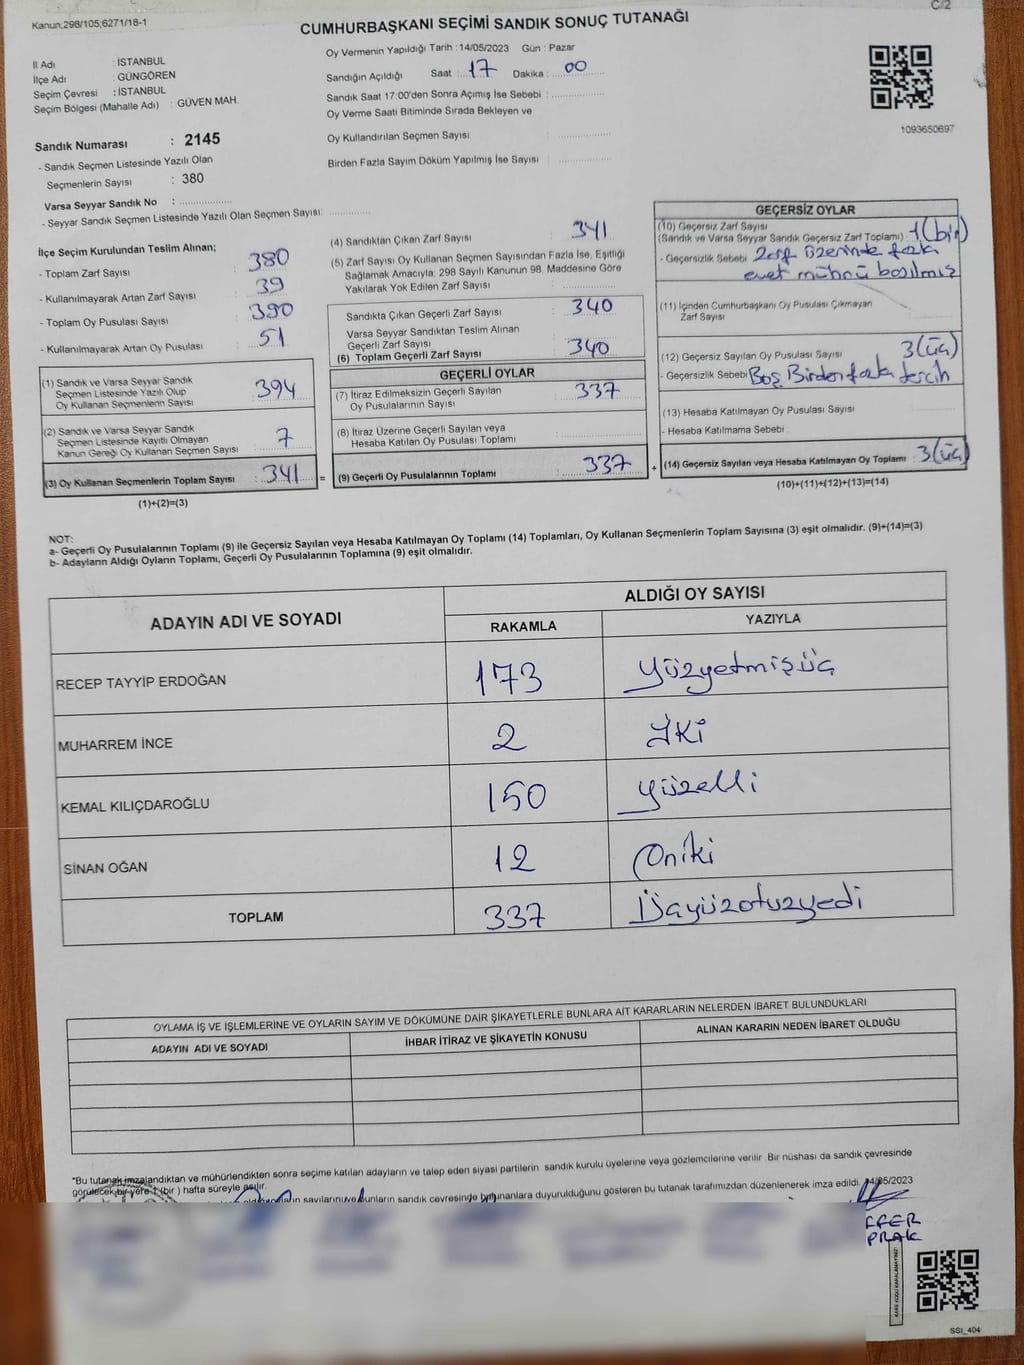 Kanun;298/105;6271/18-1
C/2
CUMHURBAŞKANI SEÇİMİ SANDIK SONUÇ TUTANAĞI
İl Adı : İSTANBUL
İlçe Adı : GÜNGÖREN
Seçim Çevresi : İSTANBUL
Seçim Bölgesi (Mahalle Adı) : GÜVEN MAH.
Oy Vermenin Yapıldığı Tarih : 14/05/2023 Gün : Pazar
Sandığın Açıldığı Saat : 17 Dakika : 00
Sandık Saat 17:00'den Sonra Açımış İse Sebebi :
Oy Verme Saati Bitiminde Sırada Bekleyen ve
Oy Kullandırılan Seçmen Sayısı :
Birden Fazla Sayım Döküm Yapılmış İse Sayısı :
1093650697
Sandık Numarası : 2145
- Sandık Seçmen Listesinde Yazılı Olan
Seçmenlerin Sayısı : 380
Varsa Seyyar Sandık No :
- Seyyar Sandık Seçmen Listesinde Yazılı Olan Seçmen Sayısı:
İlçe Seçim Kurulundan Teslim Alınan;
- Toplam Zarf Sayısı : 380
- Kullanılmayarak Artan Zarf Sayısı : 39
- Toplam Oy Pusulası Sayısı : 390
- Kullanılmayarak Artan Oy Pusulası : 51
(1) Sandık ve Varsa Seyyar Sandık
Seçmen Listesinde Yazılı Olup
Oy Kullanan Seçmenlerin Sayısı : 394
(2) Sandık ve Varsa Seyyar Sandık
Seçmen Listesinde Kayıtlı Olmayan
Kanun Gereği Oy Kullanan Seçmen Sayısı : 7
(3) Oy Kullanan Seçmenlerin Toplam Sayısı : 341 =
(1)+(2)=(3)
(4) Sandıktan Çıkan Zarf Sayısı : 341
(5) Zarf Sayısı Oy Kullanan Seçmen Sayısından Fazla İse, Eşitliği
Sağlamak Amacıyla; 298 Sayılı Kanunun 98. Maddesine Göre
Yakılarak Yok Edilen Zarf Sayısı :
Sandıkta Çıkan Geçerli Zarf Sayısı : 340
Varsa Seyyar Sandıktan Teslim Alınan
Geçerli Zarf Sayısı :
(6) Toplam Geçerli Zarf Sayısı : 340
GEÇERLİ OYLAR
(7) İtiraz Edilmeksizin Geçerli Sayılan
Oy Pusulalarının Sayısı : 337
(8) İtiraz Üzerine Geçerli Sayılan veya
Hesaba Katılan Oy Pusulası Toplamı :
(9) Geçerli Oy Pusulalarının Toplamı : 337 +
GEÇERSİZ OYLAR
(10) Geçersiz Zarf Sayısı
(Sandık ve Varsa Seyyar Sandık Geçersiz Zarf Toplamı) : 1(bir)
- Geçersizlik Sebebi : Zarf üzerinde fazla
evet mührü basılmış
(11) İçinden Cumhurbaşkanı Oy Pusulası Çıkmayan
Zarf Sayısı :
(12) Geçersiz Sayılan Oy Pusulası Sayısı : 3(üç)
- Geçersizlik Sebebi : Boş Birden fazla tercih
(13) Hesaba Katılmayan Oy Pusulası Sayısı :
- Hesaba Katılmama Sebebi :
(14) Geçersiz Sayılan veya Hesaba Katılmayan Oy Toplamı : 3(üç)
(10)+(11)+(12)+(13)=(14)
NOT:
a- Geçerli Oy Pusulalarının Toplamı (9) ile Geçersiz Sayılan veya Hesaba Katılmayan Oy Toplamı (14) Toplamları, Oy Kullanan Seçmenlerin Toplam Sayısına (3) eşit olmalıdır. (9)+(14)=(3)
b- Adayların Aldığı Oyların Toplamı, Geçerli Oy Pusulalarının Toplamına (9) eşit olmalıdır.
ADAYIN ADI VE SOYADI
ALDIĞI OY SAYISI
RAKAMLA YAZIYLA
RECEP TAYYİP ERDOĞAN 173 Yüzyetmişüç
MUHARREM İNCE 2 İki
KEMAL KILIÇDAROĞLU 150 yüzelli
SİNAN OĞAN 12 Oniki
TOPLAM 337 Üçyüzotuzyedi
OYLAMA İŞ VE İŞLEMLERİNE VE OYLARIN SAYIM VE DÖKÜMÜNE DAİR ŞİKAYETLERLE BUNLARA AİT KARARLARIN NELERDEN İBARET BULUNDUKLARI
ADAYIN ADI VE SOYADI İHBAR İTİRAZ VE ŞİKAYETİN KONUSU ALINAN KARARIN NEDEN İBARET OLDUĞU
*Bu tutanak imzalandıktan ve mühürlendikten sonra seçime katılan adayların ve talep eden siyasi partilerin sandık kurulu üyelerine veya gözlemcilerine verilir. Bir nüshası da sandık çevresinde
görülecek bir yere 1 (bir ) hafta süreyle asılır.
sayılarını ve bunların sandık çevresinde bulunanlara duyurulduğunu gösteren bu tutanak tarafımızdan düzenlenerek imza edildi. 14/05/2023
FFER
PRAK
SSI_404